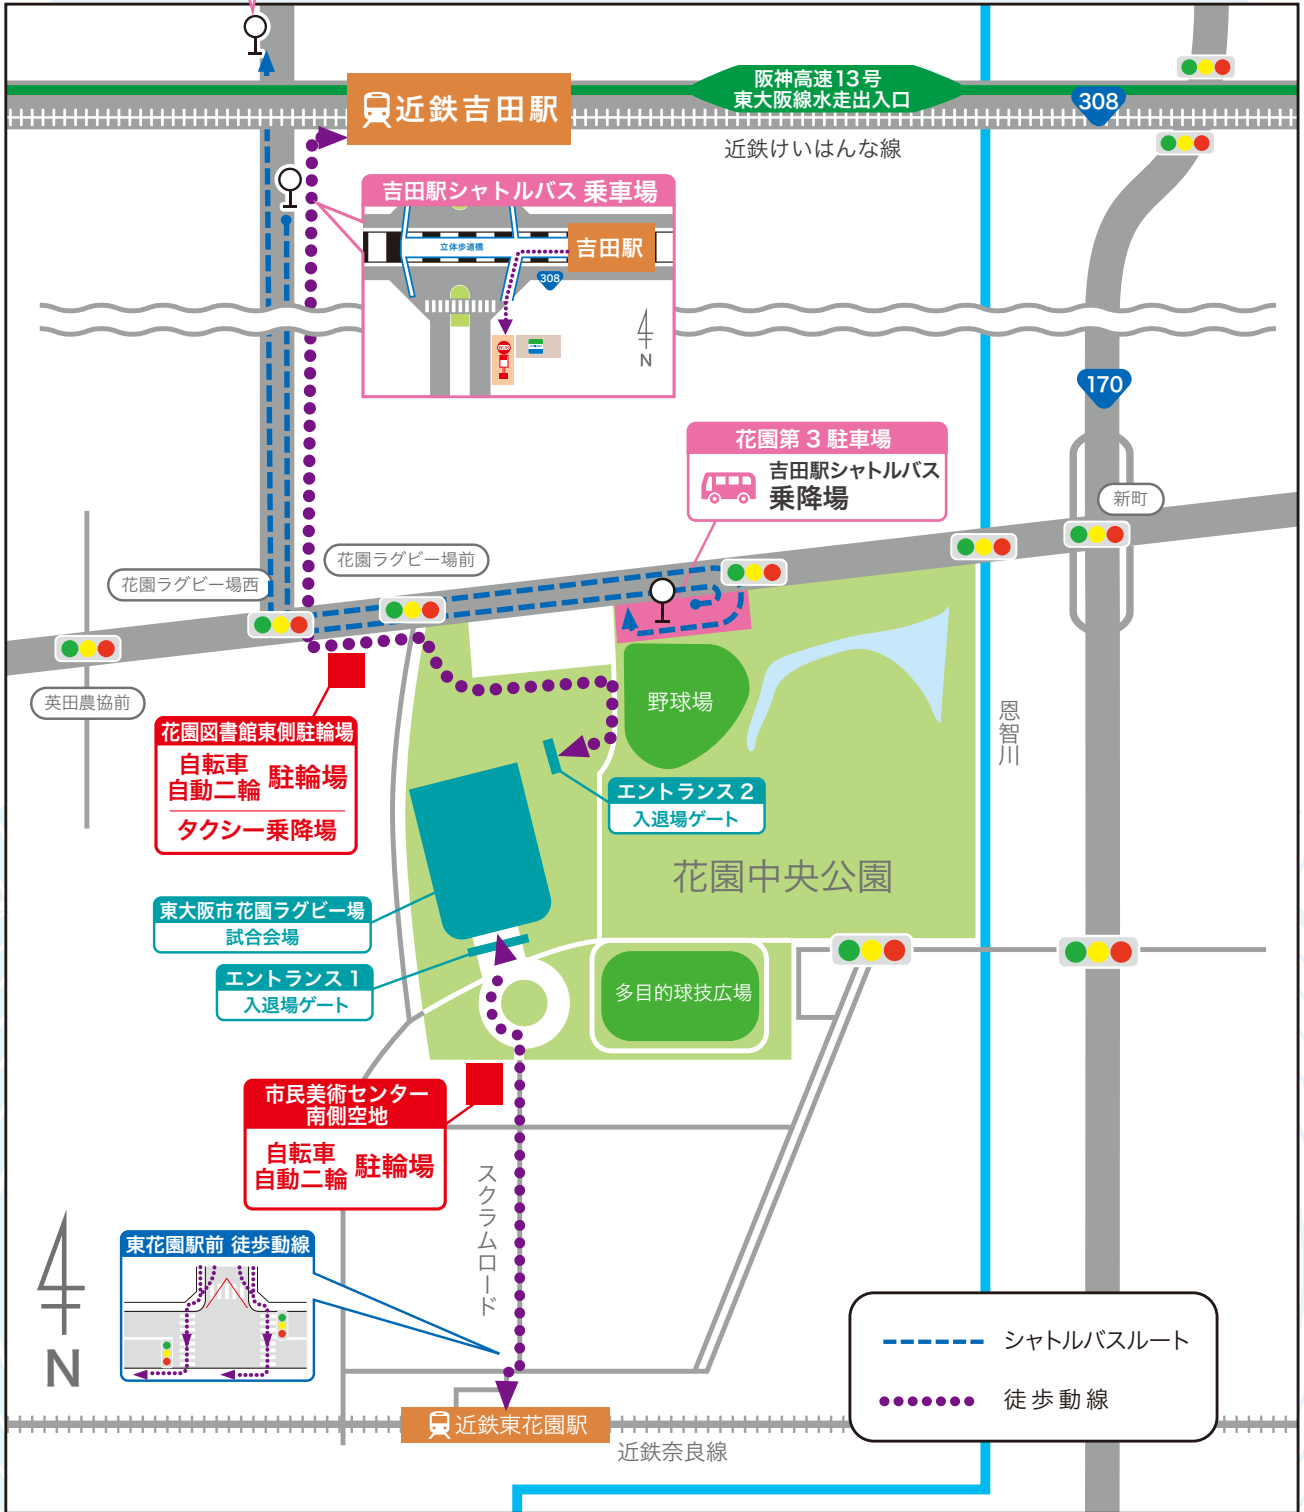 近鉄吉田駅
阪神高速13号
東大阪線水走出入口
308
近鉄けいはんな線
吉田駅シャトルバス 乗車場
立体歩道橋
吉田駅
308
N
170
花園第3駐車場
吉田駅シャトルバス
乗降場
新町
花園ラグビー場前
花園ラグビー場西
英田農協前
花園図書館東側駐輪場
自転車
自動二輪
駐輪場
タクシー乗降場
野球場
恩智川
エントランス2
入退場ゲート
花園中央公園
東大阪市花園ラグビー場
試合会場
エントランス1
入退場ゲート
多目的球技広場
市民美術センター
南側空地
自転車
自動二輪
駐輪場
スクラムロード
東花園駅前 徒歩動線
N
シャトルバスルート
徒歩動線
近鉄東花園駅
近鉄奈良線